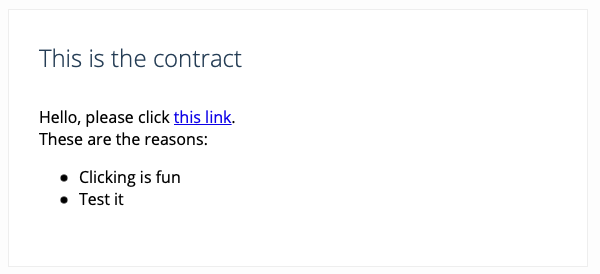 This is the contract
Hello, please click this link.
These are the reasons:
Clicking is fun
Test it